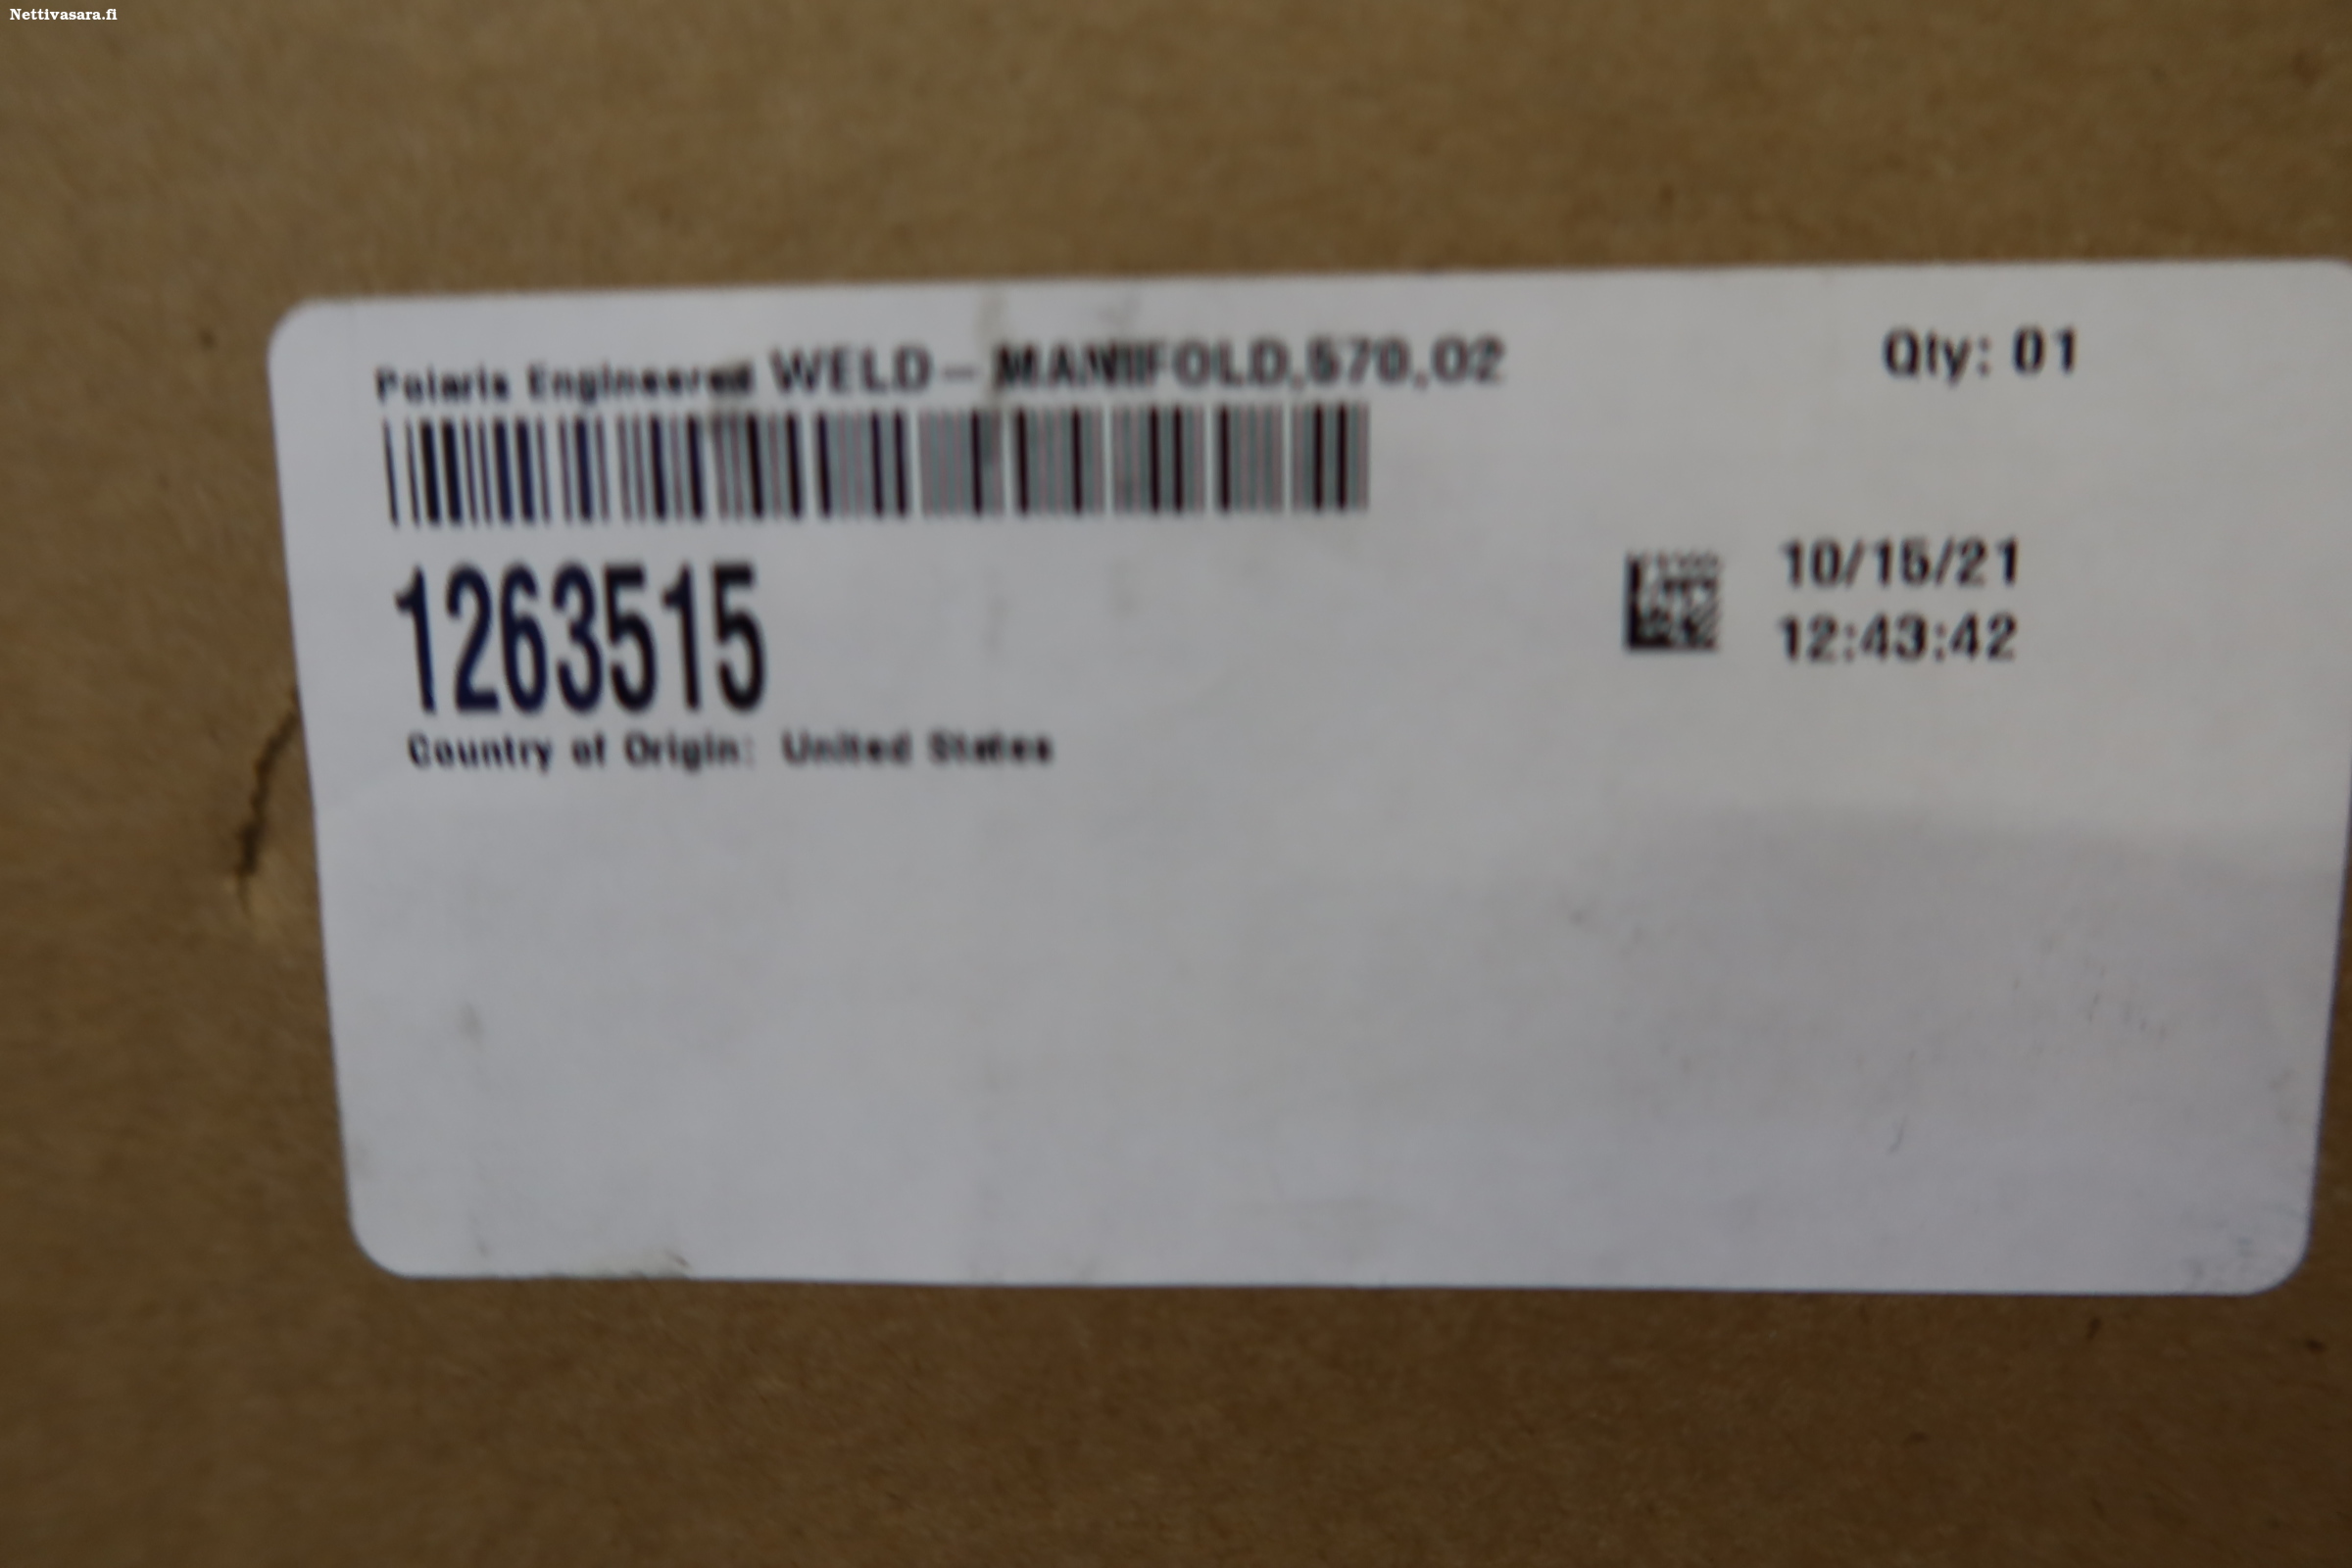 Nettivasara.fi
Polaris Engineered WELD-MANIFOLD,570,O2
Qty: 01
1263515
10/15/21
12:43:42
Country of Origin: United States